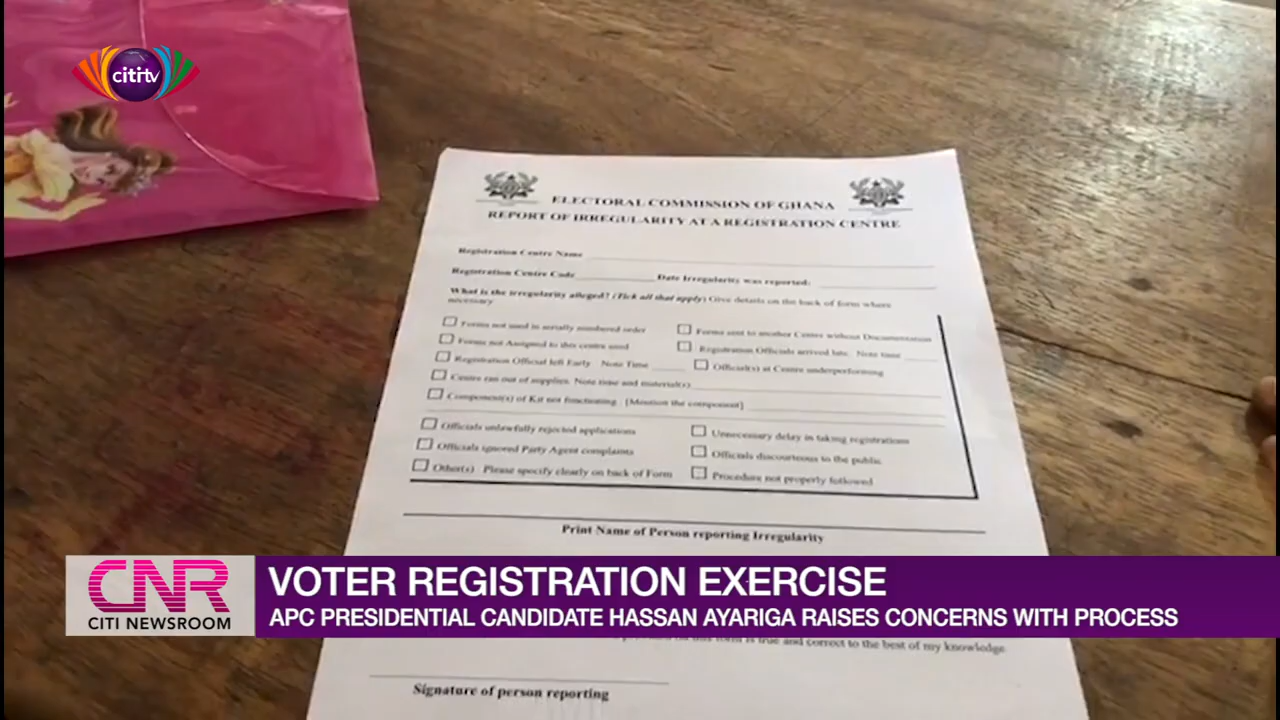 citi tv
ELECTORAL COMMISSION OF GHANA
REPORT OF IRREGULARITY AT A REGISTRATION CENTRE
Registration Centre Name
Registration Centre Code Date Irregularity was reported:
What is the irregularity alleged? (Tick all that apply) Give details on the back of form where
necessary
Forms not used in serially numbered order
Forms sent to another Centre without Documentation
Forms not Assigned to this centre used
Registration Officials arrived late. Note time
Registration Official left Early Note Time
Official(s) at Centre underperforming
Centre ran out of supplies. Note time and material(s)
Component(s) of Kit not functioning. [Mention the component]
Officials unlawfully rejected applications
Unnecessary delay in taking registrations
Officials ignored Party Agent complaints
Officials discourteous to the public
Other(s) Please specify clearly on back of Form
Procedure not properly followed
Print Name of Person reporting Irregularity
CNR
CITI NEWSROOM
VOTER REGISTRATION EXERCISE
APC PRESIDENTIAL CANDIDATE HASSAN AYARIGA RAISES CONCERNS WITH PROCESS
this form is true and correct to the best of my knowledge
Signature of person reporting